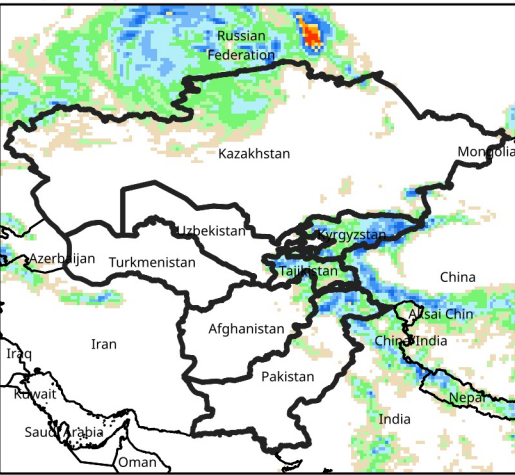 Russian
Federation
Kazakhstan
Mongolia
Uzbekistan
Kyrgyzstan
Azerbaijan
Turkmenistan
Tajikistan
China
Aksai Chin
Afghanistan
Iran
China/India
Iraq
Pakistan
Kuwait
Nepal
India
Saudi Arabia
Oman